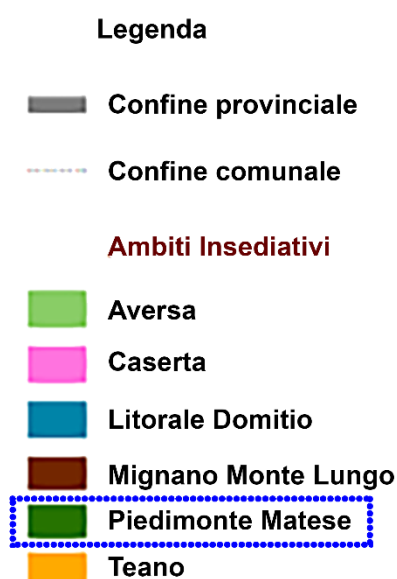 Legenda
Confine provinciale
Confine comunale
Ambiti Insediativi
Aversa
Caserta
Litorale Domitio
Mignano Monte Lungo
Piedimonte Matese
Teano